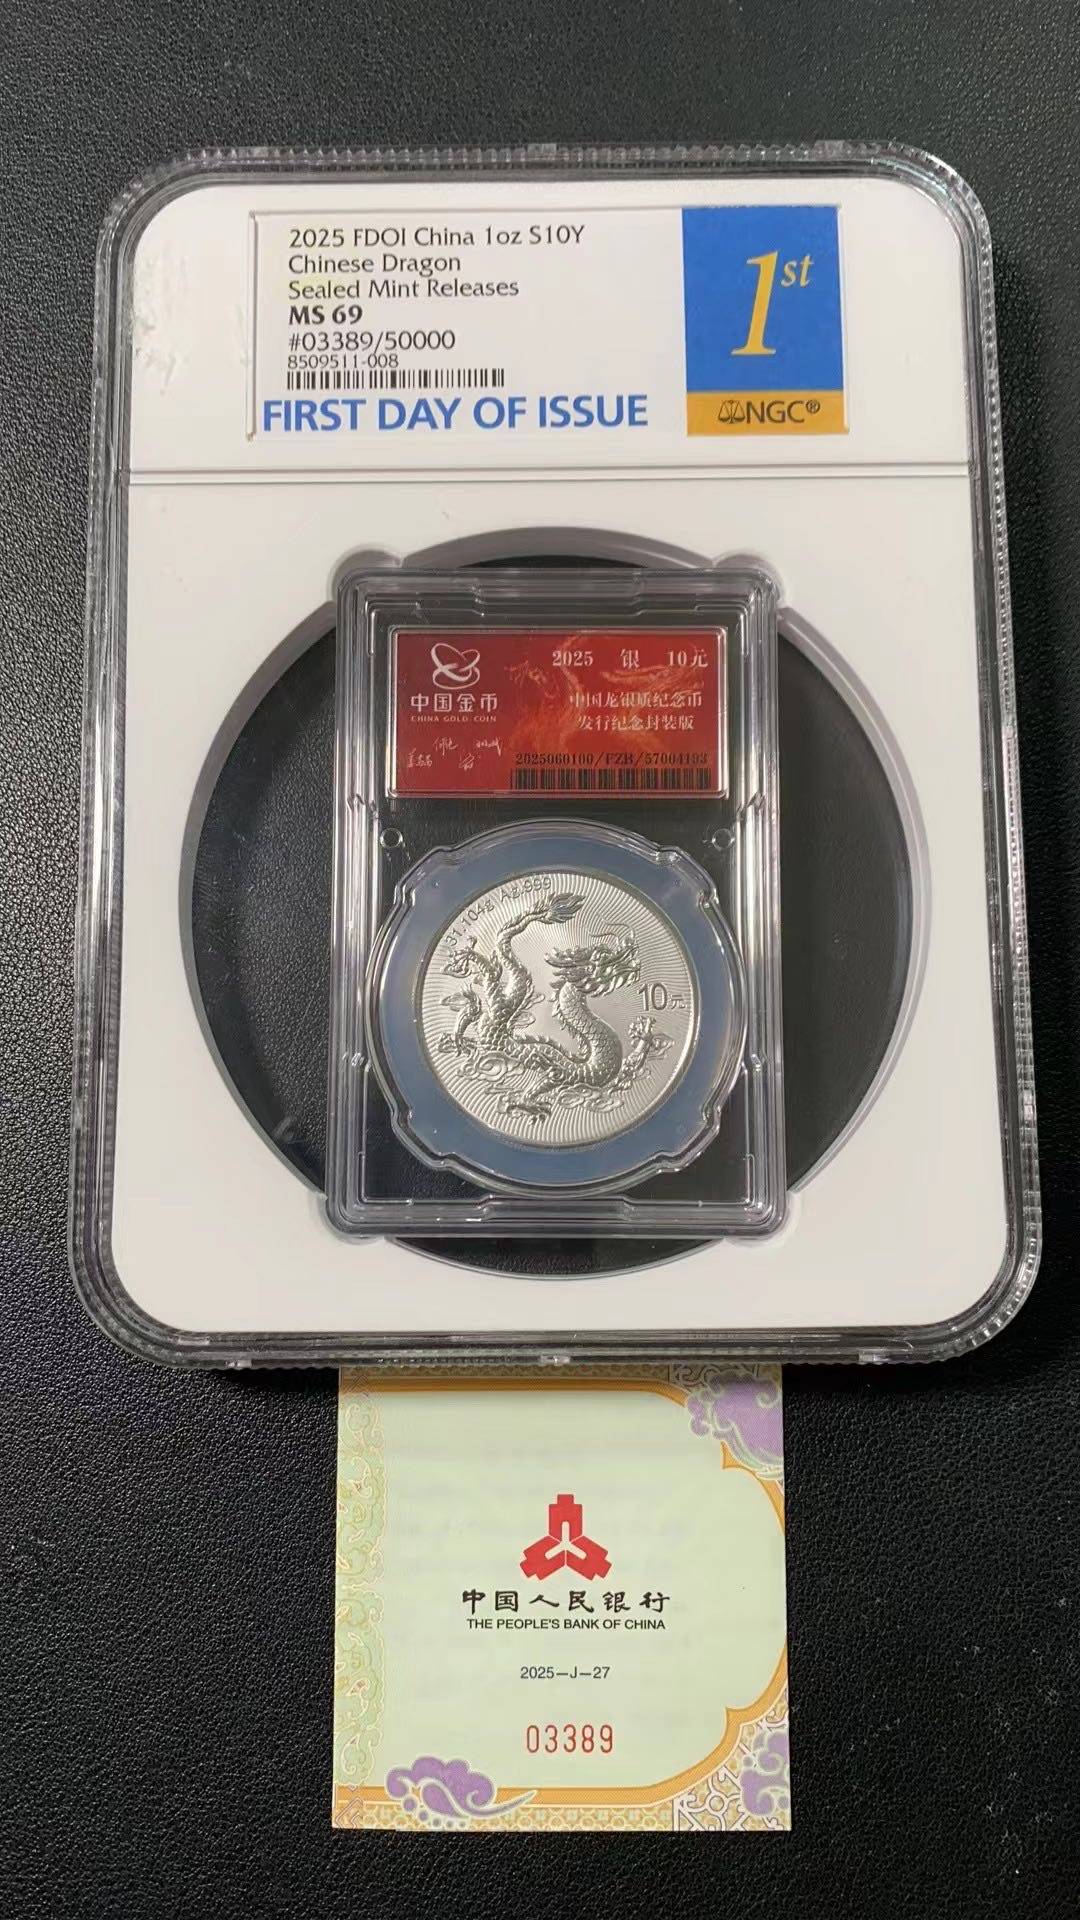 2025 FDOI China 1oz S10Y
Chinese Dragon
Sealed Mint Releases
MS 69
#03389/50000
8509511-008
FIRST DAY OF ISSUE
1st
NGC®
中国金币
CHINA GOLD COIN
2025 银 10元
中国龙银质纪念币
发行纪念封装版
2025060100/FZB/57004193
31.104g Ag.999
10元
中国人民银行
THE PEOPLE'S BANK OF CHINA
2025—J—27
03389